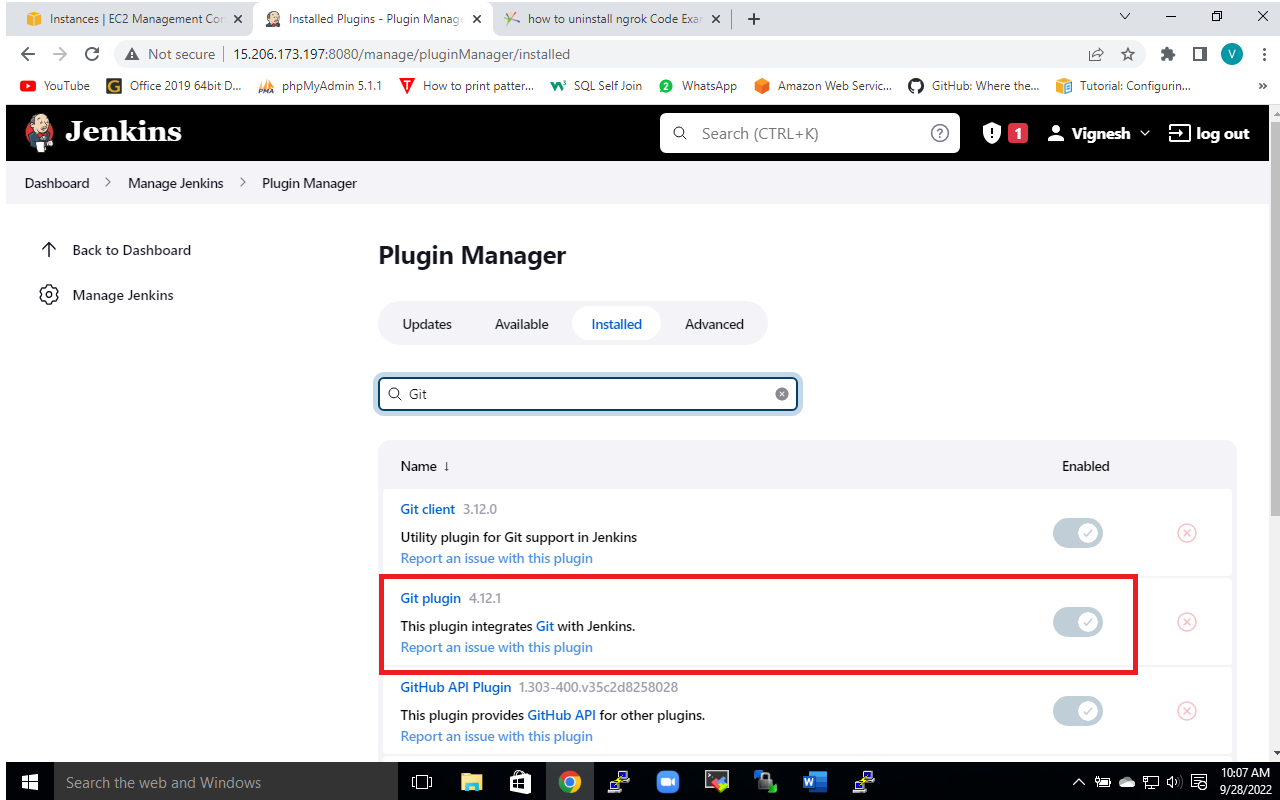 Instances | EC2 Management Cor
Installed Plugins - Plugin Manage
how to uninstall ngrok Code Exam
Not secure | 15.206.173.197:8080/manage/pluginManager/installed
V
YouTube
Office 2019 64bit D...
phpMyAdmin 5.1.1
How to print patter...
SQL Self Join
WhatsApp
Amazon Web Servic...
GitHub: Where the...
Tutorial: Configurin...
»
Jenkins
Search (CTRL+K)
1
Vignesh
log out
Dashboard
Manage Jenkins
Plugin Manager
Back to Dashboard
Manage Jenkins
Plugin Manager
Updates
Available
Installed
Advanced
Git
Name ↓
Enabled
Git client 3.12.0
Utility plugin for Git support in Jenkins
Report an issue with this plugin
Git plugin 4.12.1
This plugin integrates Git with Jenkins.
Report an issue with this plugin
GitHub API Plugin 1.303-400.v35c2d8258028
This plugin provides GitHub API for other plugins.
Report an issue with this plugin
Search the web and Windows
10:07 AM
9/28/2022